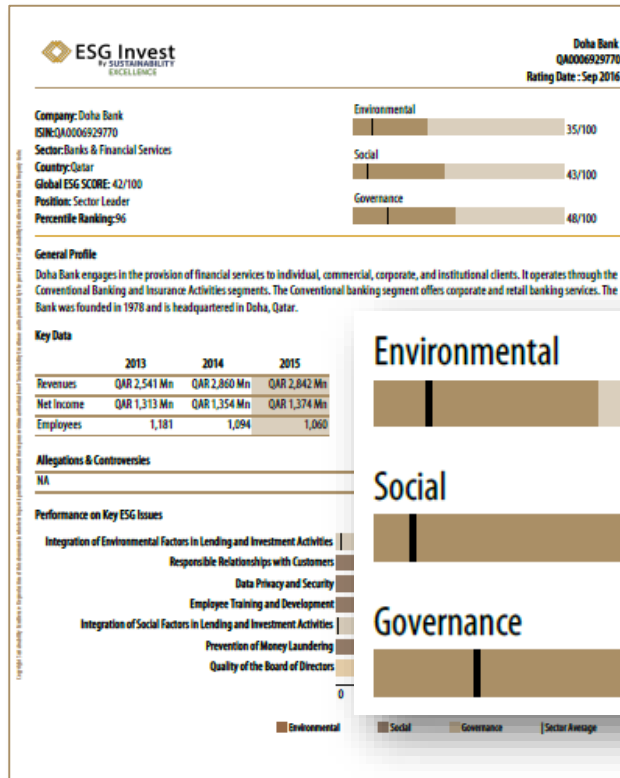 ESG Invest
By SUSTAINABILITY
EXCELLENCE
Doha Bank
QA0006929770
Rating Date : Sep 2016
Company: Doha Bank
ISIN:QA0006929770
Sector:Banks & Financial Services
Country:Qatar
Global ESG SCORE: 42/100
Position: Sector Leader
Percentile Ranking:96
Environmental
35/100
Social
43/100
Governance
48/100
General Profile
Doha Bank engages in the provision of financial services to individual, commercial, corporate, and institutional clients. It operates through the
Conventional Banking and Insurance Activities segments. The Conventional banking segment offers corporate and retail banking services. The
Bank was founded in 1978 and is headquartered in Doha, Qatar.
Key Data
2013 2014 2015
Revenues QAR 2,541 Mn QAR 2,860 Mn QAR 2,842 Mn
Net Income QAR 1,313 Mn QAR 1,354 Mn QAR 1,374 Mn
Employees 1,181 1,094 1,060
Allegations & Controversies
NA
Performance on Key ESG Issues
Integration of Environmental Factors in Lending and Investment Activities
Responsible Relationships with Customers
Data Privacy and Security
Employee Training and Development
Integration of Social Factors in Lending and Investment Activities
Prevention of Money Laundering
Quality of the Board of Directors
0
Environmental Social Governance Sector Average
Environmental
Social
Governance